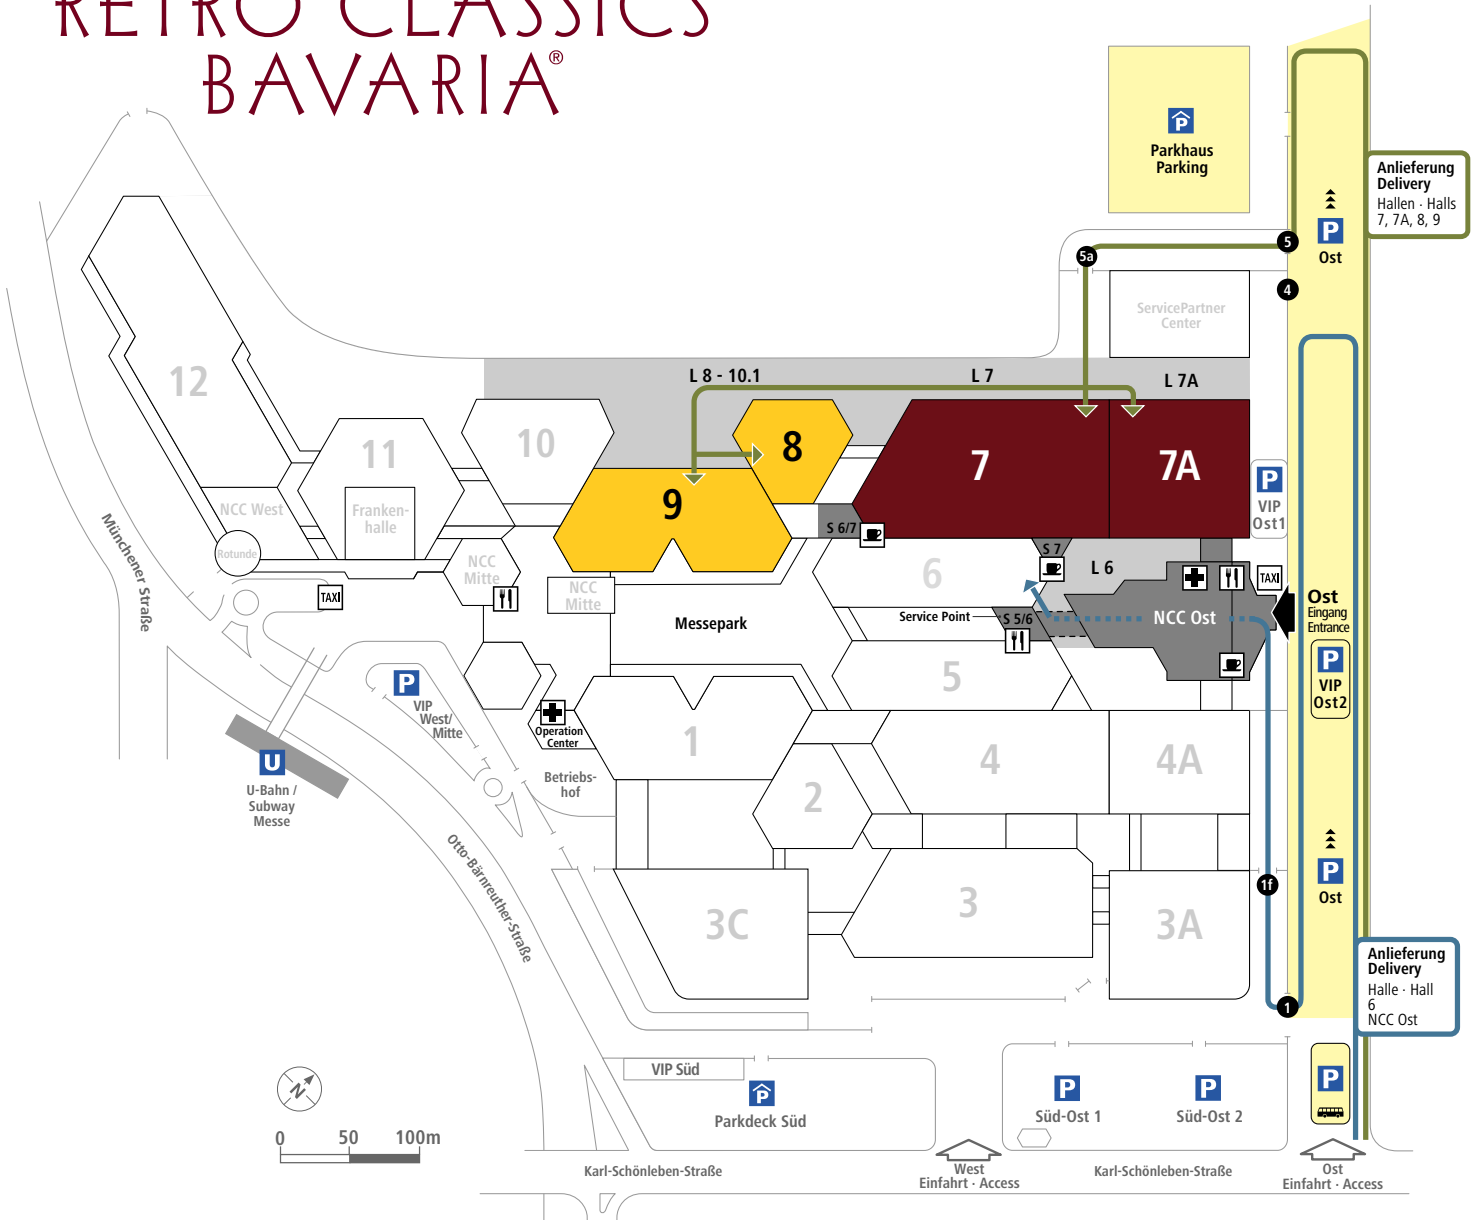 RETRO CLASSICS
BAVARIA®
P
Parkhaus
Parking
Anlieferung
Delivery
Hallen · Halls
7, 7A, 8, 9
P
Ost
5
5a
4
ServicePartner
Center
L 8 - 10.1
L 7
L 7A
12
11
10
8
7
7A
9
Franken-
halle
NCC West
Rotunde
NCC
Mitte
NCC
Mitte
P
VIP
Ost1
S 6/7
6
S 7
L 6
TAXI
TAXI
Ost
Eingang
Entrance
NCC Ost
Service Point
S 5/6
Messepark
Münchener Straße
P
VIP
Ost2
5
P
VIP
West/
Mitte
Operation
Center
1
4
4A
2
U
U-Bahn /
Subway
Messe
Betriebs-
hof
Otto-Bärnreuther-Straße
P
Ost
1f
3C
3
3A
Anlieferung
Delivery
Halle · Hall
6
NCC Ost
1
VIP Süd
P
Parkdeck Süd
P
Süd-Ost 1
P
Süd-Ost 2
P
N
0 50 100m
Karl-Schönleben-Straße
West
Einfahrt · Access
Karl-Schönleben-Straße
Ost
Einfahrt · Access